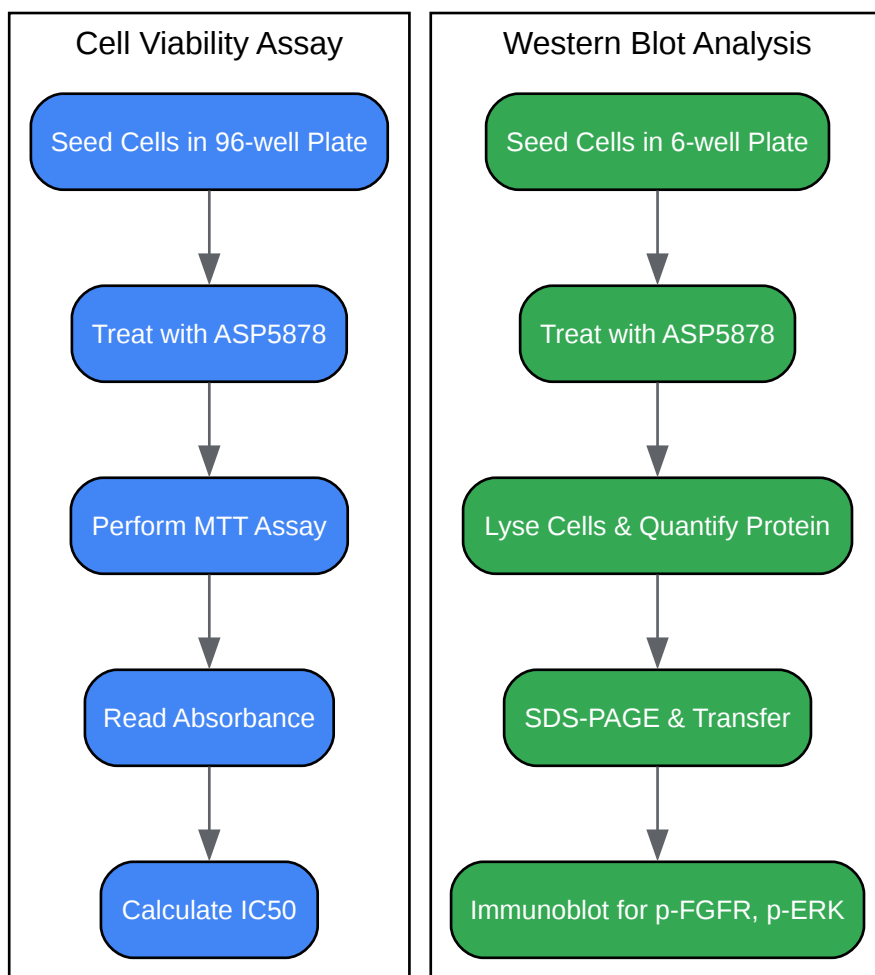 Cell Viability Assay
Seed Cells in 96-well Plate
Treat with ASP5878
Perform MTT Assay
Read Absorbance
Calculate IC50
Western Blot Analysis
Seed Cells in 6-well Plate
Treat with ASP5878
Lyse Cells & Quantify Protein
SDS-PAGE & Transfer
Immunoblot for p-FGFR, p-ERK